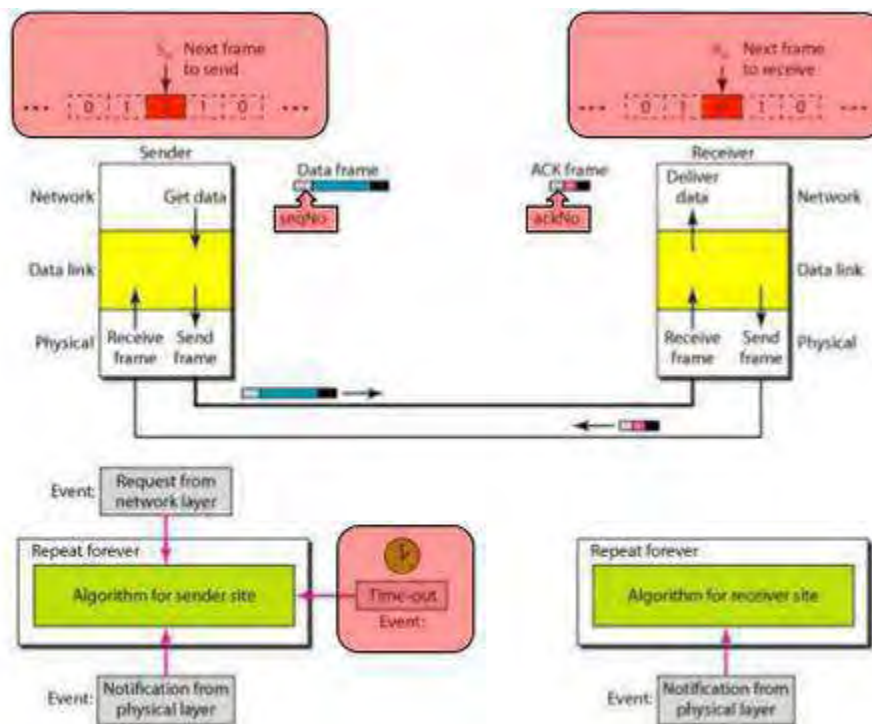 Next frame
to send
0 1 1 0
Next frame
to receive
0 1 1 0
Sender
Receiver
Data frame
ACK frame
seqNo
ackNo
Network
Get data
Deliver
data
Network
Data link
Data link
Physical
Receive
frame
Send
frame
Receive
frame
Send
frame
Physical
Event:
Request from
network layer
Repeat forever
Algorithm for sender site
Time-out
Event:
Repeat forever
Algorithm for receiver site
Event:
Notification from
physical layer
Event:
Notification from
physical layer